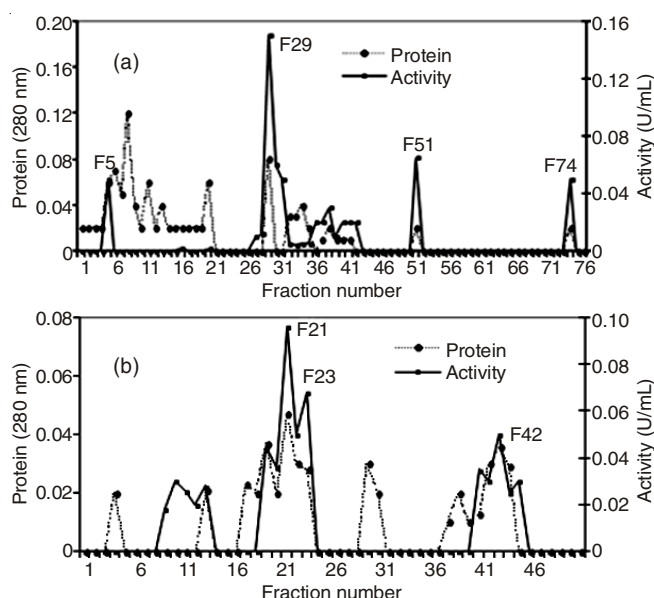 0.20 0.16
(a) F29 Protein
Activity
0.16
0.12
0.12
0.08
F5 F51 F74
0.08
0.04
0.04
0 0
Protein (280 nm)
Activity (U/mL)
1 6 11 16 21 26 31 36 41 46 51 56 61 66 71 76
Fraction number
0.08 0.10
(b) F21 Protein
F23 Activity
0.08
0.06
0.06
0.04
F42
0.04
0.02
0.02
0 0
Protein (280 nm)
Activity (U/mL)
1 6 11 16 21 26 31 36 41 46
Fraction number